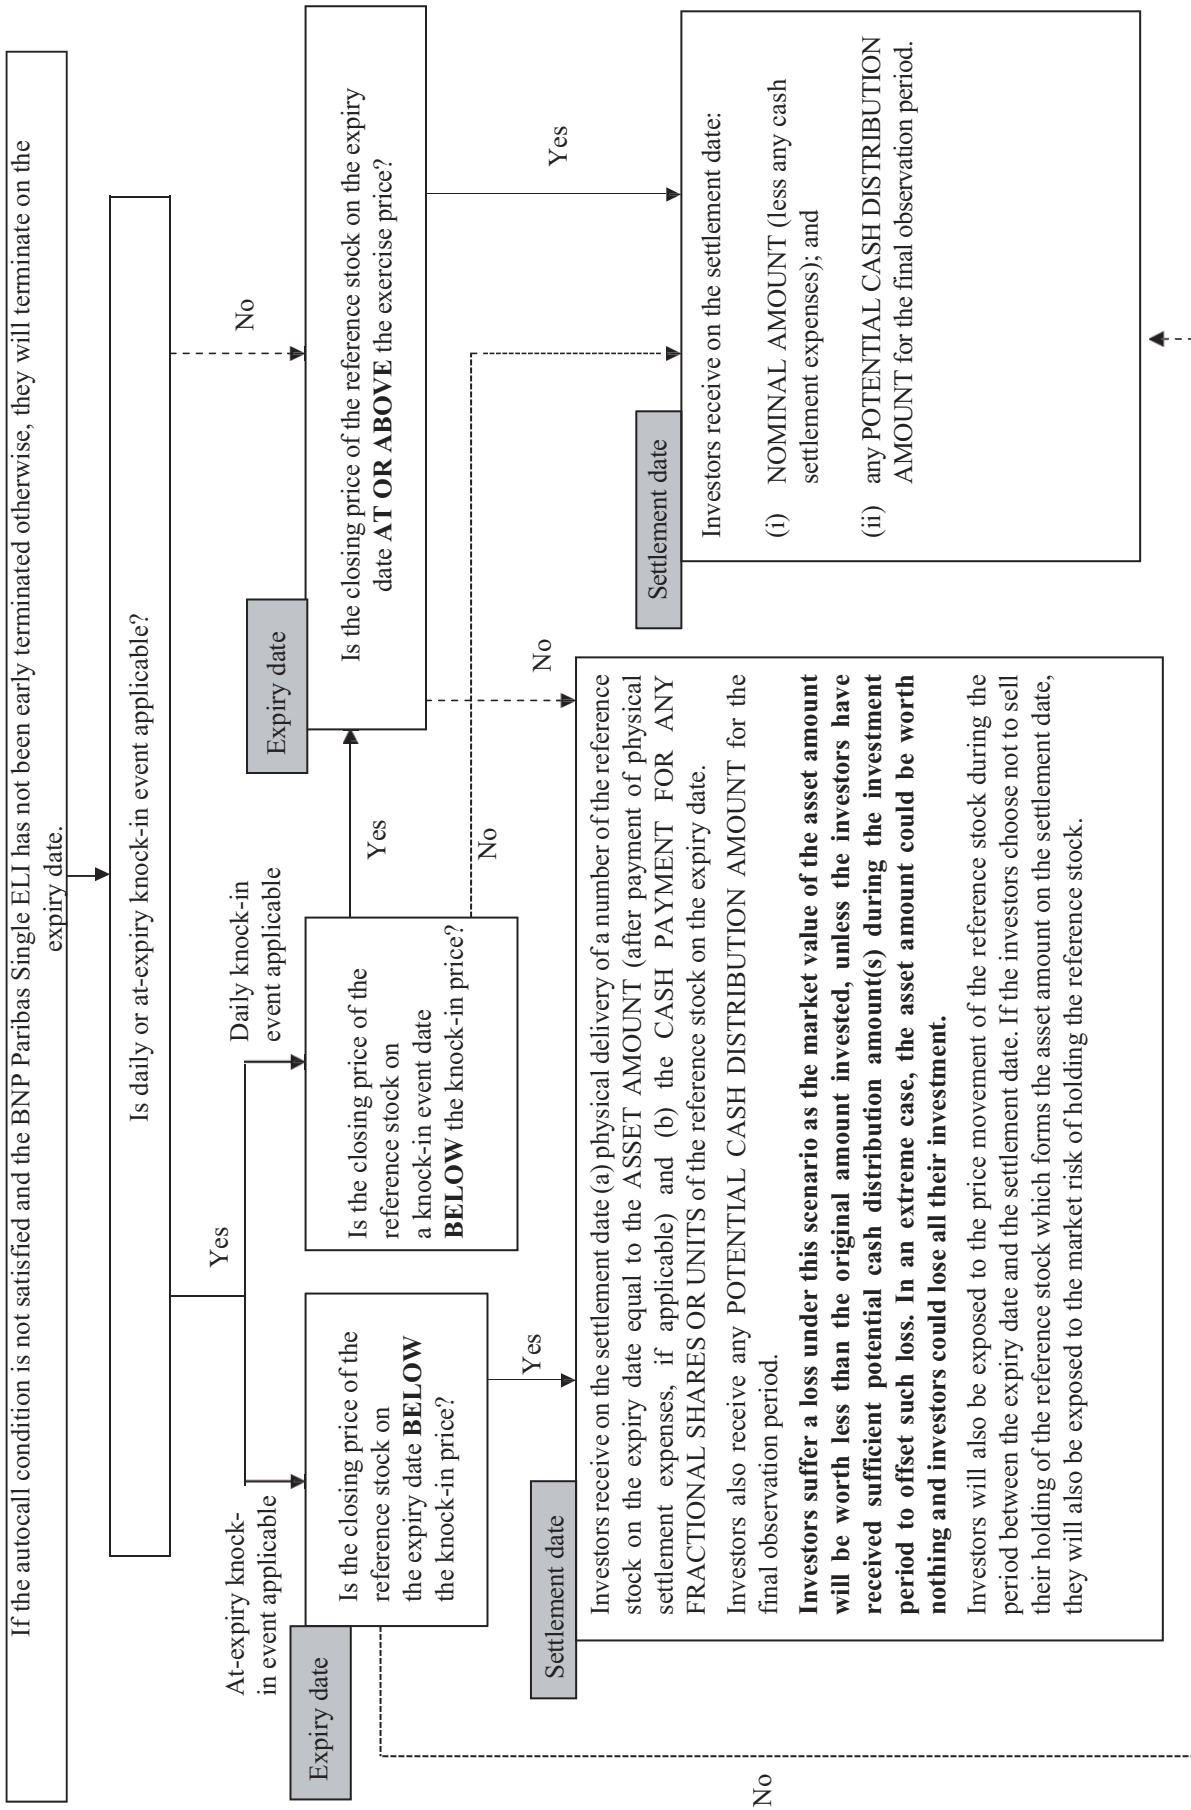 If the autocall condition is not satisfied and the BNP Paribas Single ELI has not been early terminated otherwise, they will terminate on the
expiry date.
Is daily or at-expiry knock-in event applicable?
Yes
No
At-expiry knock-
in event applicable
Daily knock-in
event applicable
Expiry date
Is the closing price of the
reference stock on
the expiry date BELOW
the knock-in price?
Is the closing price of the
reference stock on
a knock-in event date
BELOW the knock-in price?
Yes
No
Expiry date
Is the closing price of the reference stock on the expiry
date AT OR ABOVE the exercise price?
Yes
No
Yes
No
Settlement date
Investors receive on the settlement date (a) physical delivery of a number of the reference
stock on the expiry date equal to the ASSET AMOUNT (after payment of physical
settlement expenses, if applicable) and (b) the CASH PAYMENT FOR ANY
FRACTIONAL SHARES OR UNITS of the reference stock on the expiry date.
Investors also receive any POTENTIAL CASH DISTRIBUTION AMOUNT for the
final observation period.
Investors suffer a loss under this scenario as the market value of the asset amount
will be worth less than the original amount invested, unless the investors have
received sufficient potential cash distribution amount(s) during the investment
period to offset such loss. In an extreme case, the asset amount could be worth
nothing and investors could lose all their investment.
Investors will also be exposed to the price movement of the reference stock during the
period between the expiry date and the settlement date. If the investors choose not to sell
their holding of the reference stock which forms the asset amount on the settlement date,
they will also be exposed to the market risk of holding the reference stock.
Settlement date
Investors receive on the settlement date:
(i) NOMINAL AMOUNT (less any cash
settlement expenses); and
(ii) any POTENTIAL CASH DISTRIBUTION
AMOUNT for the final observation period.